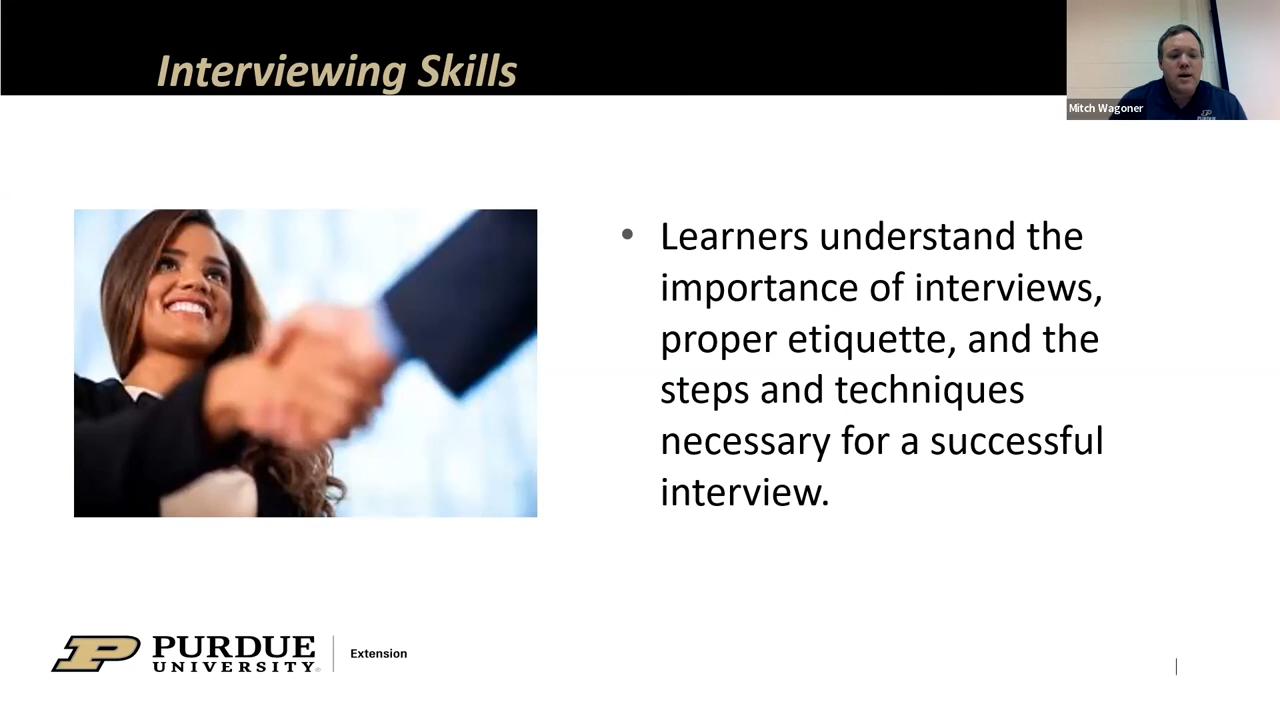 Interviewing Skills
Mitch Wagoner
• Learners understand the
importance of interviews,
proper etiquette, and the
steps and techniques
necessary for a successful
interview.
PURDUE
UNIVERSITY®
Extension